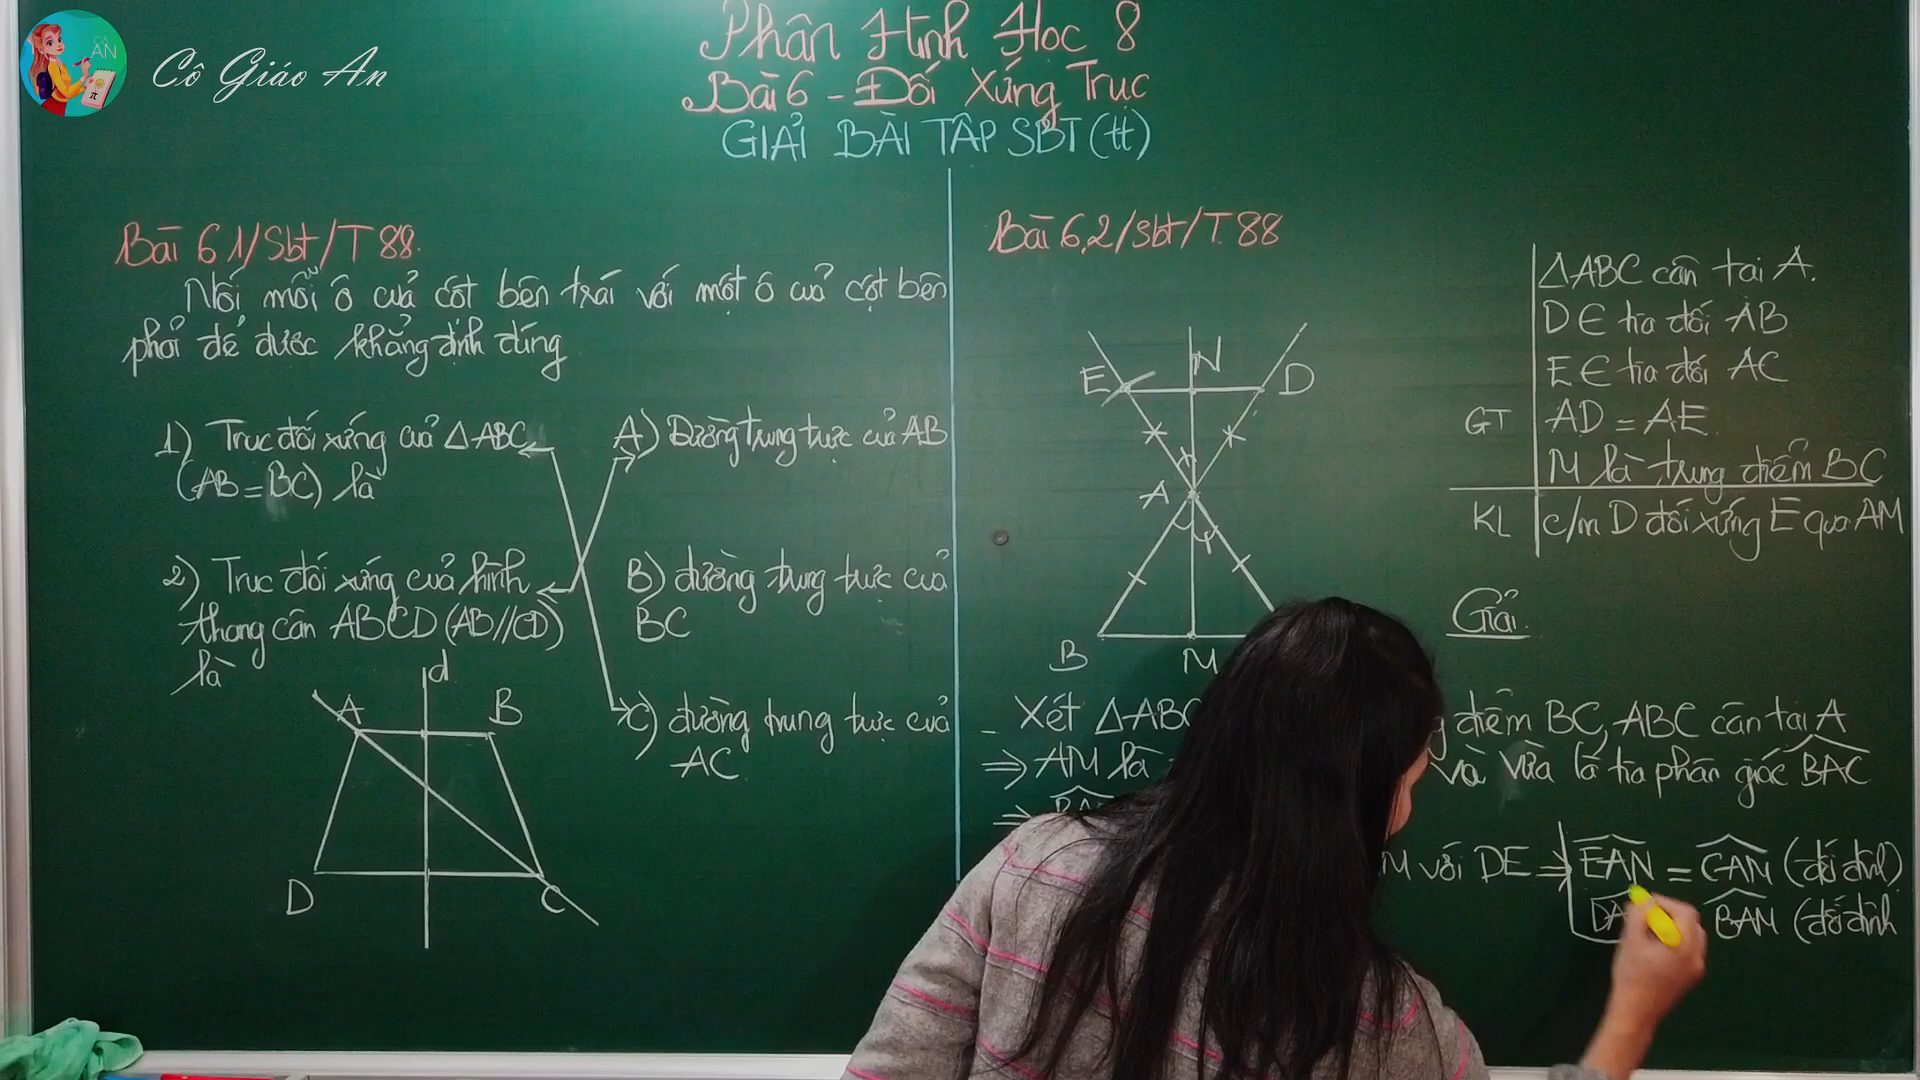 Cô Giáo An
AN
Phần Hình Học 8
Bài 6 - Đối Xứng Trục
GIẢI BÀI TẬP SBT (tt)
Bài 6.1/Sbt/T88.
Nối mỗi ô của cột bên trái với một ô của cột bên
phải để được khẳng định đúng
1) Trục đối xứng của △ABC
(AB = BC) là
A) Đường trung trực của AB
2) Trục đối xứng của hình
thang cân ABCD (AB//CD)
là
B) đường trung trực của
BC
C) đường trung trực của
AC
d
A
B
D
C
Bài 6.2/Sbt/T.88
E
N
D
A
B
M
△ABC cân tại A.
D ∈ tia đối AB
E ∈ tia đối AC
GT AD = AE
M là trung điểm BC
KL c/m D đối xứng E qua AM
Giải.
- Xét △ABC điểm BC, ABC cân tại A
⇒ AM là và vừa là tia phân giác BAC
⇒
M với DE ⇒ EAN = CAM (đối đỉnh)
BAM (đối đỉnh